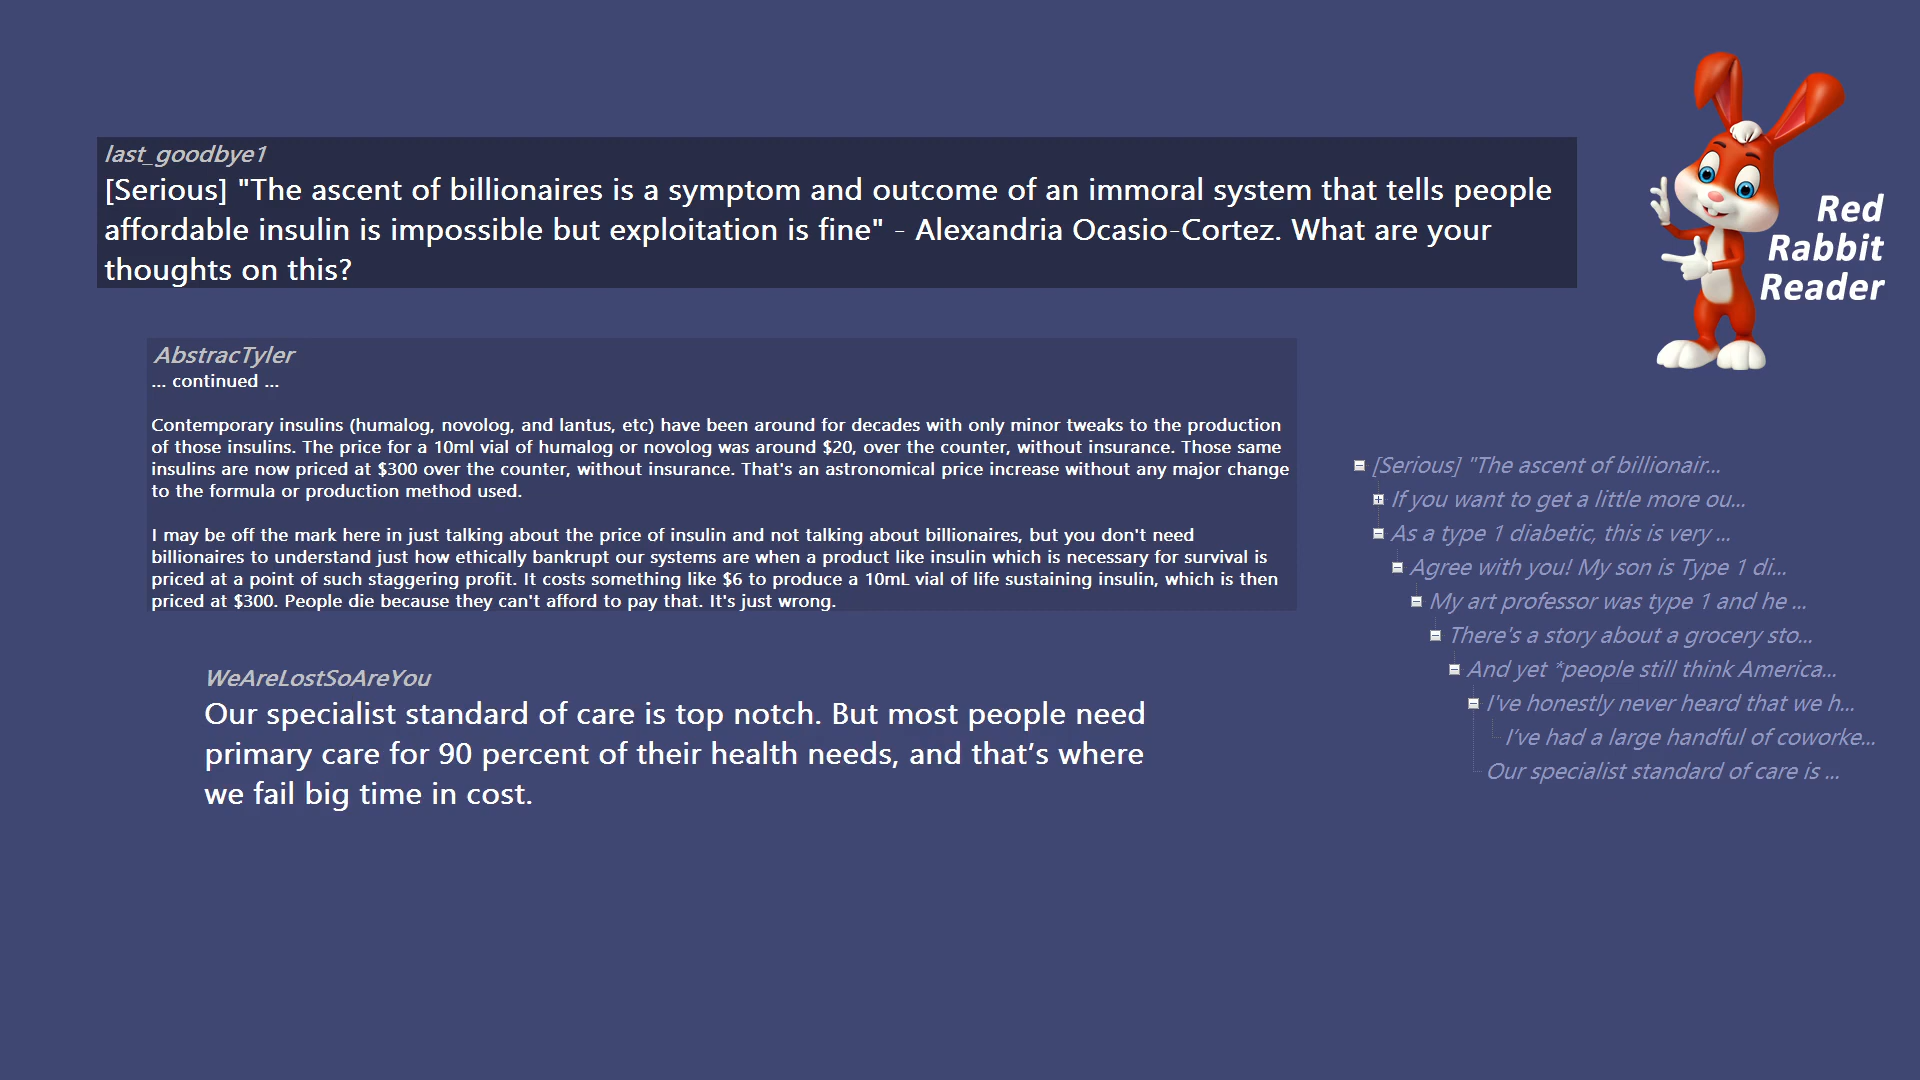 last_goodbye1
[Serious] "The ascent of billionaires is a symptom and outcome of an immoral system that tells people
affordable insulin is impossible but exploitation is fine" - Alexandria Ocasio-Cortez. What are your
thoughts on this?
Red
Rabbit
Reader
AbstracTyler
... continued ...
Contemporary insulins (humalog, novolog, and lantus, etc) have been around for decades with only minor tweaks to the production
of those insulins. The price for a 10ml vial of humalog or novolog was around $20, over the counter, without insurance. Those same
insulins are now priced at $300 over the counter, without insurance. That's an astronomical price increase without any major change
to the formula or production method used.
I may be off the mark here in just talking about the price of insulin and not talking about billionaires, but you don't need
billionaires to understand just how ethically bankrupt our systems are when a product like insulin which is necessary for survival is
priced at a point of such staggering profit. It costs something like $6 to produce a 10mL vial of life sustaining insulin, which is then
priced at $300. People die because they can't afford to pay that. It's just wrong.
WeAreLostSoAreYou
Our specialist standard of care is top notch. But most people need
primary care for 90 percent of their health needs, and that’s where
we fail big time in cost.
[Serious] "The ascent of billionair...
If you want to get a little more ou...
As a type 1 diabetic, this is very ...
Agree with you! My son is Type 1 di...
My art professor was type 1 and he ...
There's a story about a grocery sto...
And yet *people still think America...
I've honestly never heard that we h...
I’ve had a large handful of coworke...
Our specialist standard of care is ...